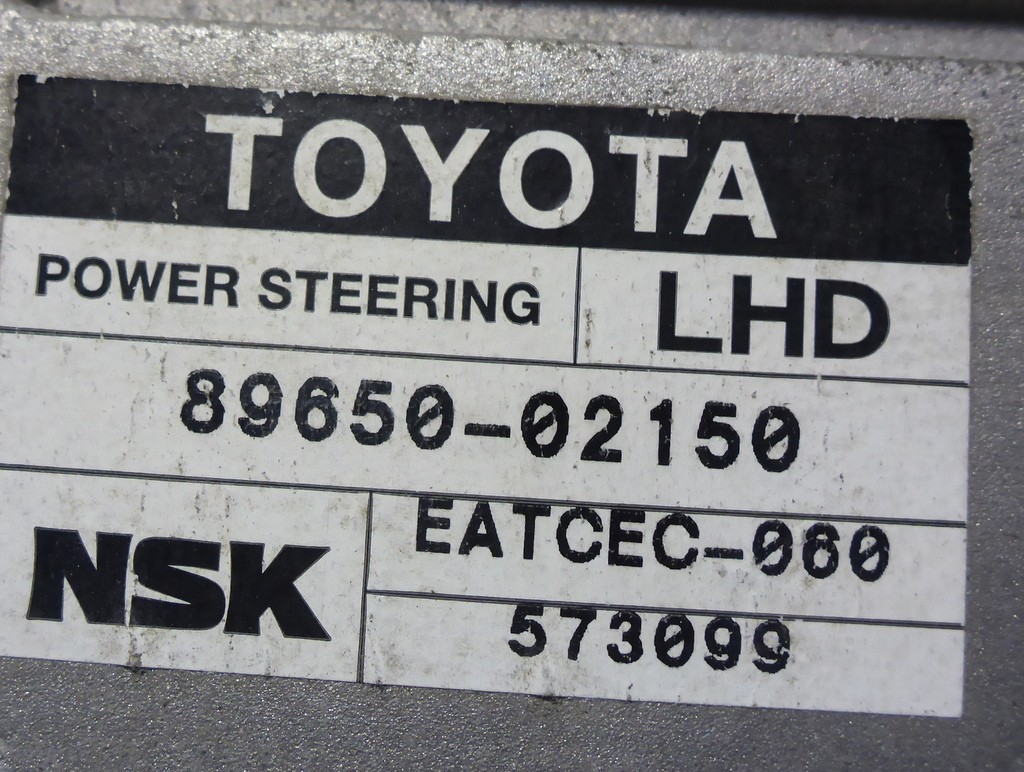 TOYOTA
POWER STEERING LHD
89650-02150
NSK EATCEC-060
573099